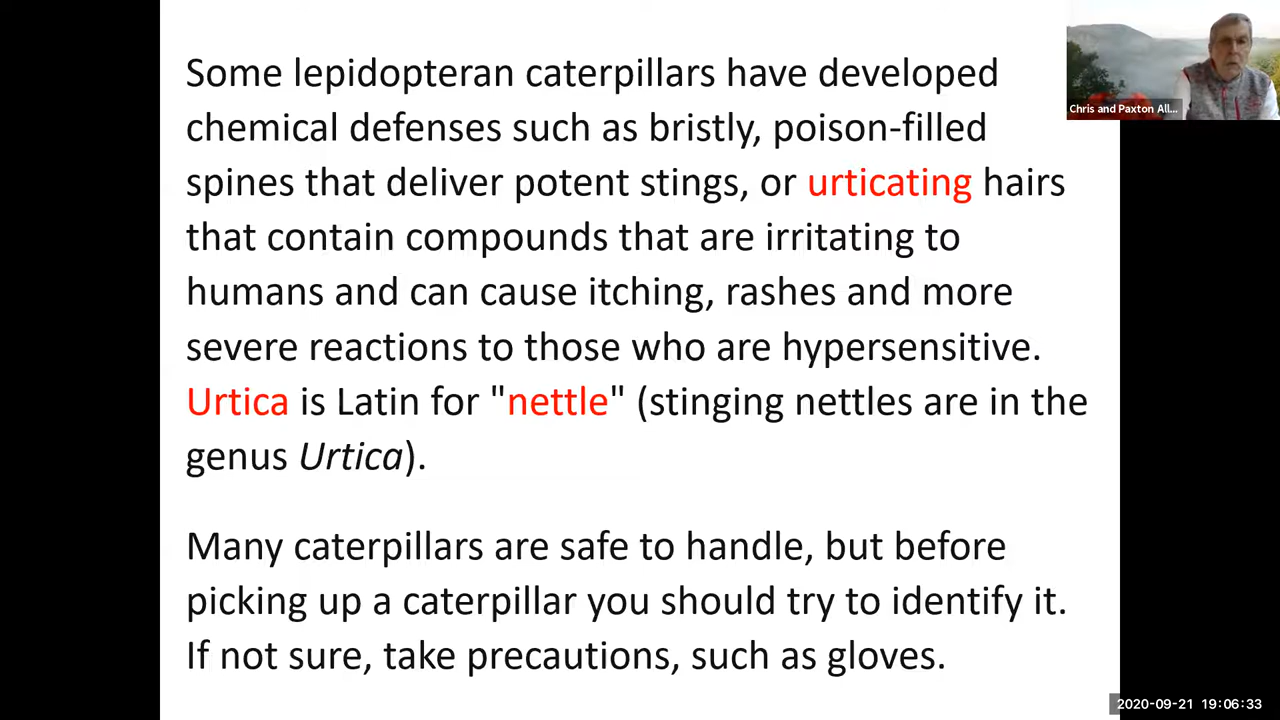 Some lepidopteran caterpillars have developed
chemical defenses such as bristly, poison-filled
spines that deliver potent stings, or urticating hairs
that contain compounds that are irritating to
humans and can cause itching, rashes and more
severe reactions to those who are hypersensitive.
Urtica is Latin for "nettle" (stinging nettles are in the
genus Urtica).
Many caterpillars are safe to handle, but before
picking up a caterpillar you should try to identify it.
If not sure, take precautions, such as gloves.
Chris and Paxton All...
2020-09-21 19:06:33